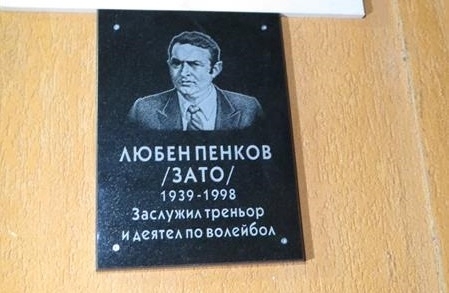 ЛЮБЕН ПЕНКОВ
/ЗАТО/
1939-1998
Заслужил треньор
и деятел по волейбол